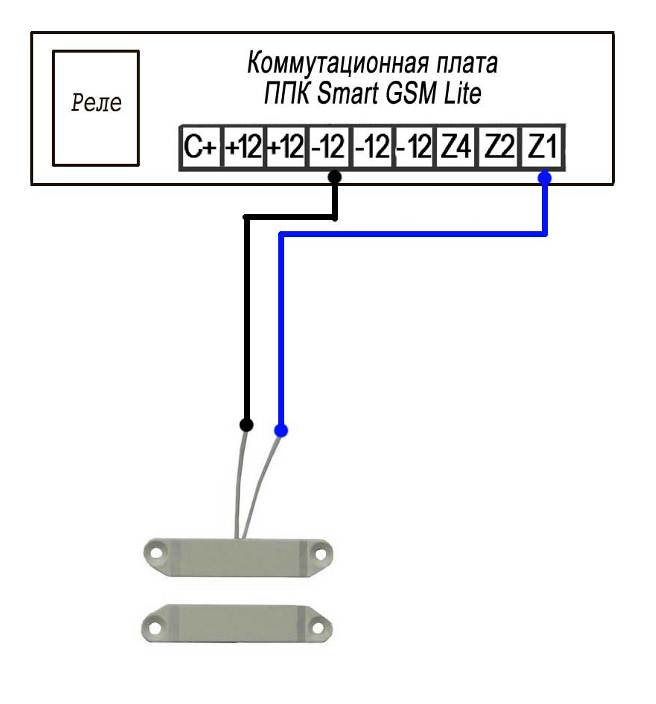 Коммутационная плата
ППК Smart GSM Lite
Реле
C+ +12 +12 -12 -12 -12 Z4 Z2 Z1